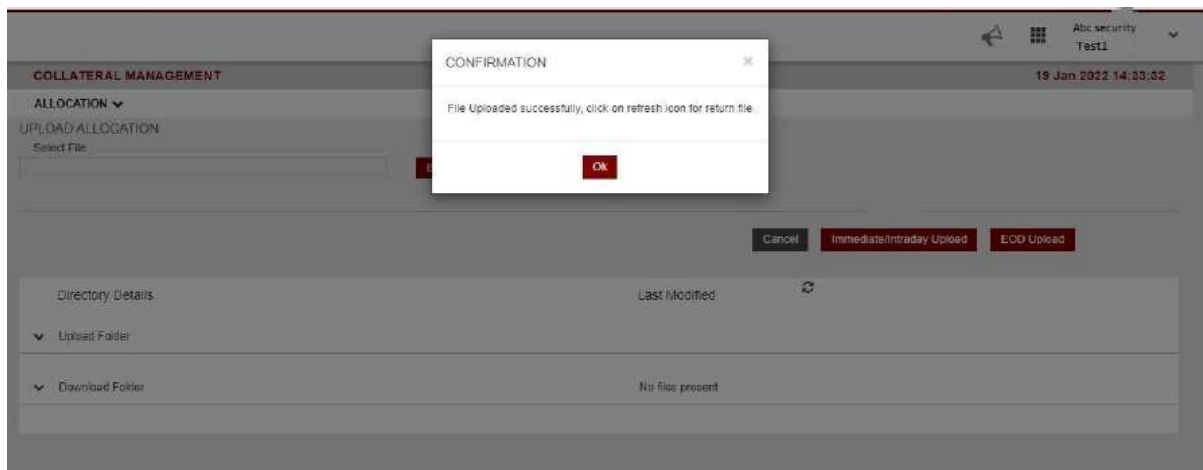 Abc security
Test1
CONFIRMATION
×
COLLATERAL MANAGEMENT
19 Jan 2022 14:33:32
File Uploaded successfully, click on refresh icon for return file
ALLOCATION
UPLOAD ALLOCATION
Select File
Ok
Cancel
Immediate/Intraday Upload
EOD Upload
Directory Details
Last Modified
Upload Folder
Download Folder
No files present